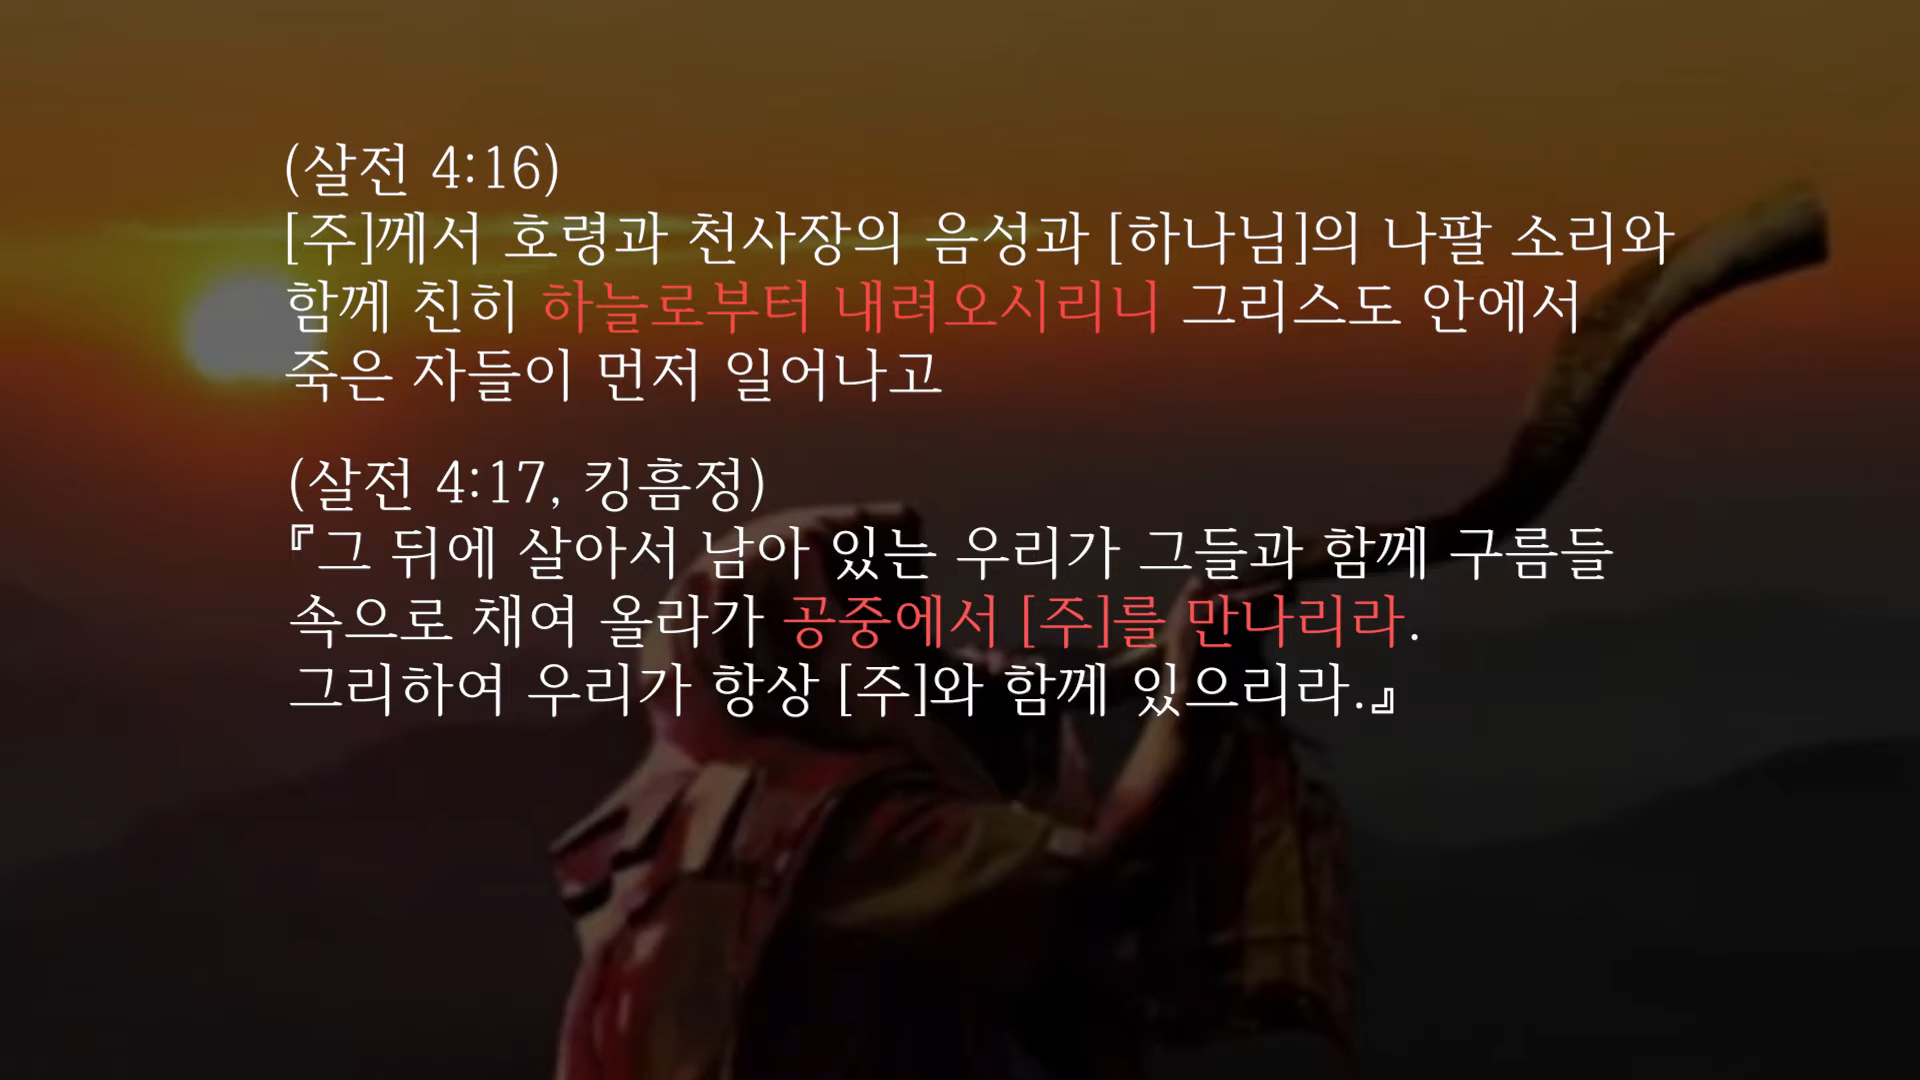 (살전 4:16)
[주]께서 호령과 천사장의 음성과 [하나님]의 나팔 소리와
함께 친히 하늘로부터 내려오시리니 그리스도 안에서
죽은 자들이 먼저 일어나고
(살전 4:17, 킹흠정)
『그 뒤에 살아서 남아 있는 우리가 그들과 함께 구름들
속으로 채여 올라가 공중에서 [주]를 만나리라.
그리하여 우리가 항상 [주]와 함께 있으리라.』